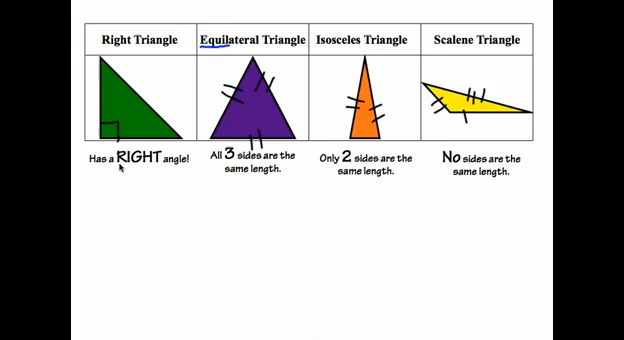 Right Triangle
Equilateral Triangle
Isosceles Triangle
Scalene Triangle
Has a RIGHT angle!
All 3 sides are the
same length.
Only 2 sides are the
same length.
No sides are the
same length.